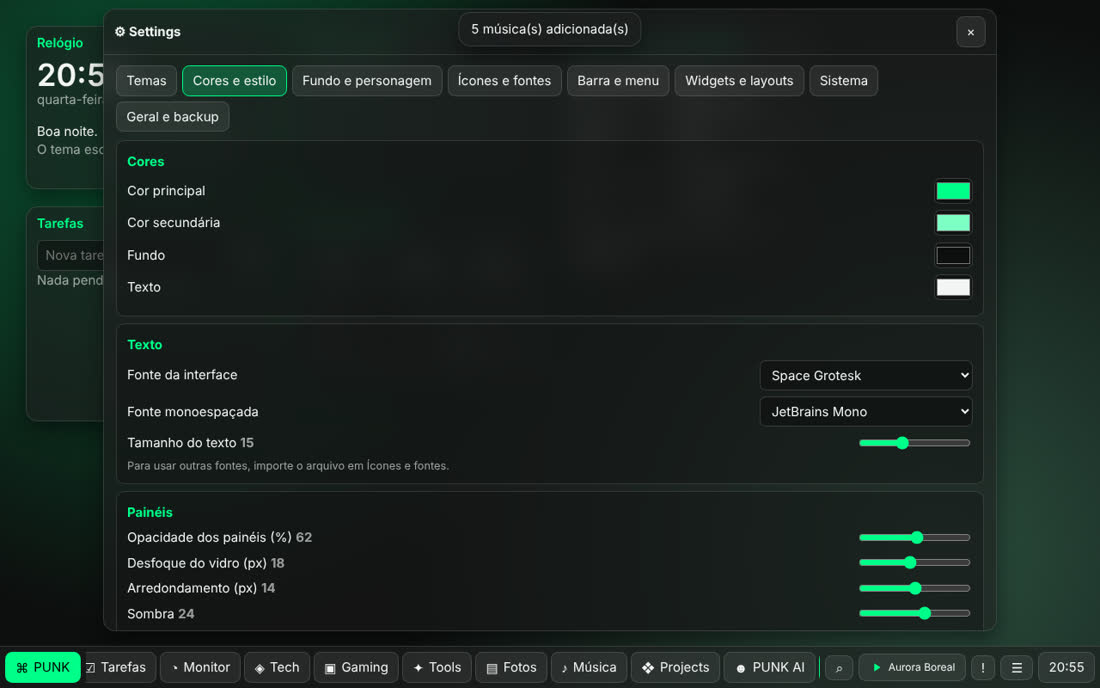 Relógio
20:5
quarta-feir
Boa noite.
O tema esc
Tarefas
Nova tare
Nada pend
⚙ Settings
5 música(s) adicionada(s)
×
Temas
Cores e estilo
Fundo e personagem
Ícones e fontes
Barra e menu
Widgets e layouts
Sistema
Geral e backup
Cores
Cor principal
Cor secundária
Fundo
Texto
Texto
Fonte da interface
Space Grotesk
Fonte monoespaçada
JetBrains Mono
Tamanho do texto 15
Para usar outras fontes, importe o arquivo em Ícones e fontes.
Painéis
Opacidade dos painéis (%) 62
Desfoque do vidro (px) 18
Arredondamento (px) 14
Sombra 24
⌘ PUNK
☑ Tarefas
Monitor
◈ Tech
▣ Gaming
✦ Tools
▤ Fotos
♪ Música
❖ Projects
☻ PUNK AI
⌕
▶ Aurora Boreal
!
☰
20:55